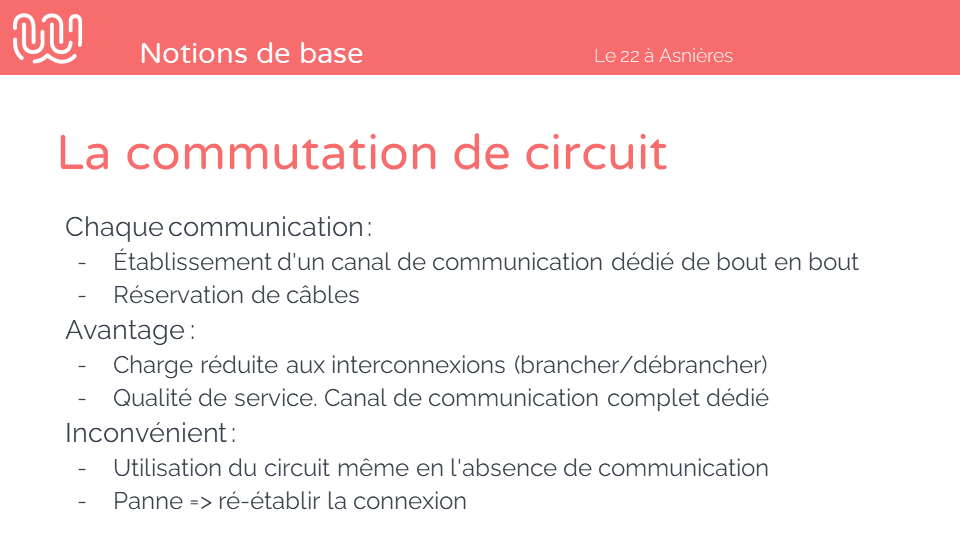 Notions de base
Le 22 à Asnières
La commutation de circuit
Chaque communication :
- Établissement d'un canal de communication dédié de bout en bout
- Réservation de câbles
Avantage :
- Charge réduite aux interconnexions (brancher/débrancher)
- Qualité de service. Canal de communication complet dédié
Inconvénient :
- Utilisation du circuit même en l'absence de communication
- Panne => ré-établir la connexion